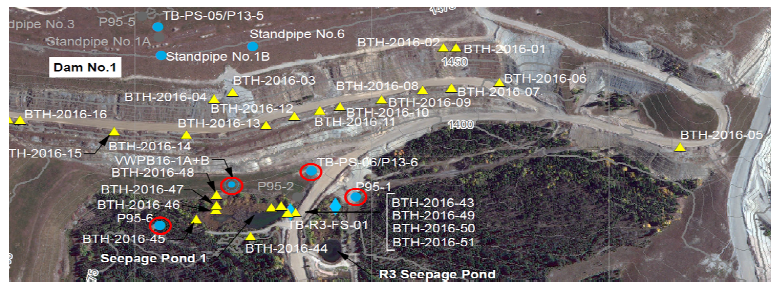 P95-5
TB-PS-05/P13-5
1475
Standpipe No.3
Standpipe No.1A
Standpipe No.6
BTH-2016-02
BTH-2016-01
Standpipe No.1B
1450
Dam No.1
BTH-2016-03
BTH-2016-08
BTH-2016-06
BTH-2016-04
BTH-2016-07
BTH-2016-12
BTH-2016-09
BTH-2016-16
BTH-2016-10
BTH-2016-13
BTH-2016-11
1400
BTH-2016-05
BTH-2016-14
TH-2016-15
VWPB16-1A+B
TB-PS-06/P13-6
BTH-2016-48
BTH-2016-47
P95-2
P95-1
BTH-2016-46
BTH-2016-43
P95-6
BTH-2016-49
TB-R3-FS-01
BTH-2016-50
BTH-2016-45
BTH-2016-51
BTH-2016-44
Seepage Pond 1
R3 Seepage Pond